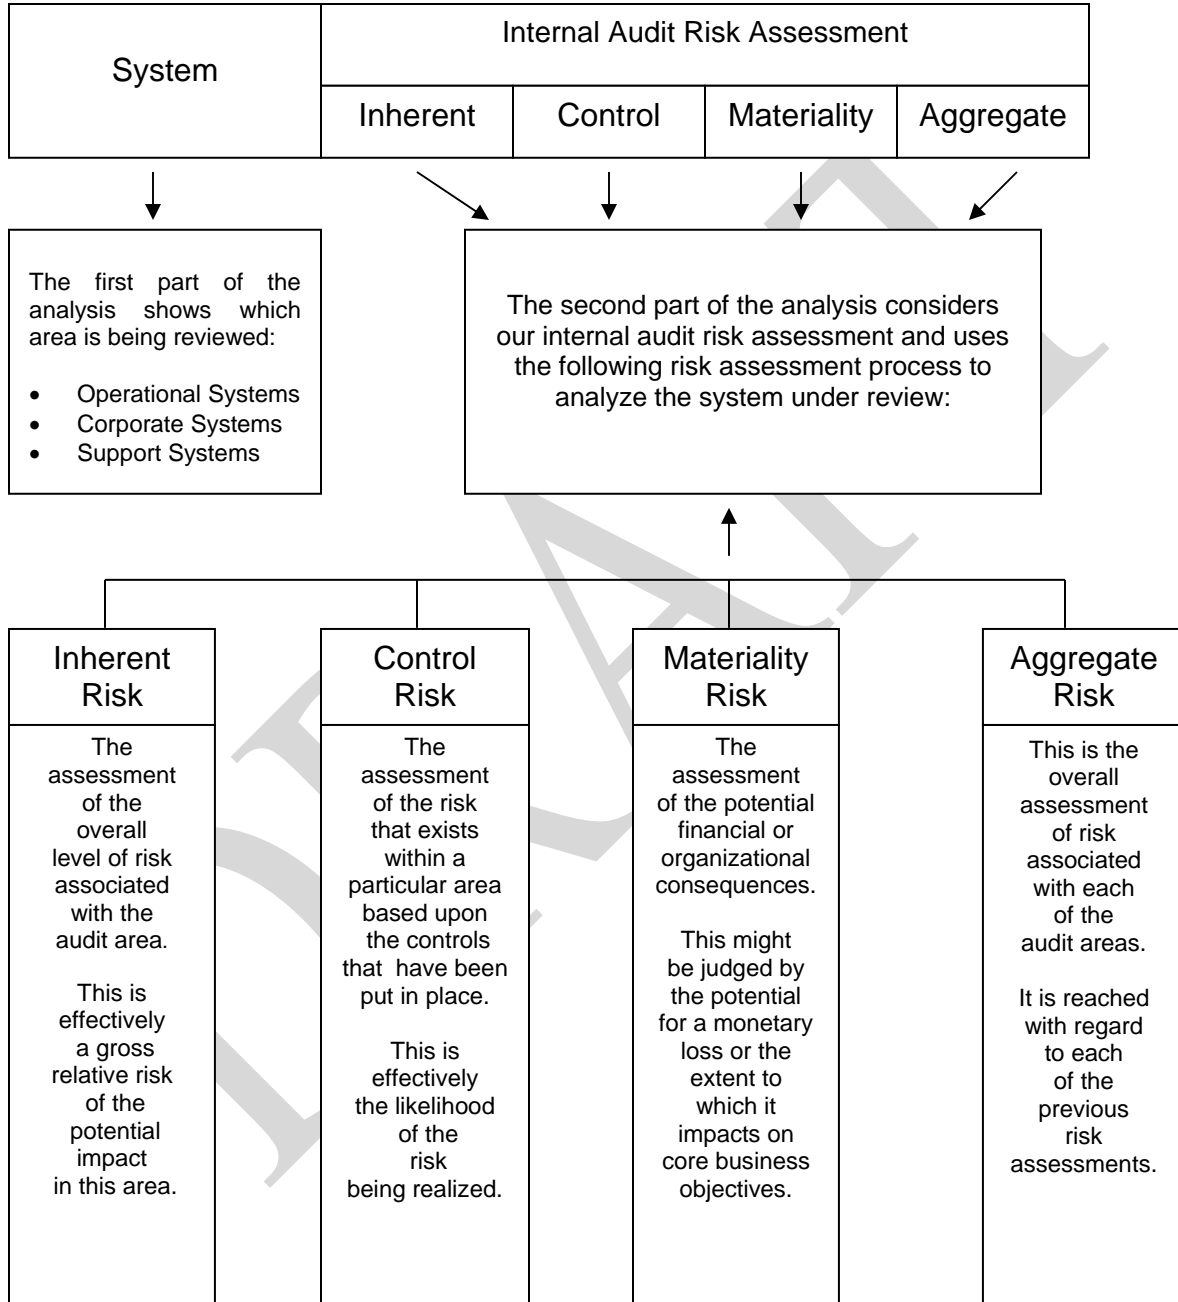 System
Internal Audit Risk Assessment
Inherent
Control
Materiality
Aggregate
The first part of the
analysis shows which
area is being reviewed:
• Operational Systems
• Corporate Systems
• Support Systems
The second part of the analysis considers
our internal audit risk assessment and uses
the following risk assessment process to
analyze the system under review:
Inherent
Risk
The
assessment
of the
overall
level of risk
associated
with the
audit area.
This is
effectively
a gross
relative risk
of the
potential
impact
in this area.
Control
Risk
The
assessment
of the risk
that exists
within a
particular area
based upon
the controls
that have been
put in place.
This is
effectively
the likelihood
of the
risk
being realized.
Materiality
Risk
The
assessment
of the potential
financial or
organizational
consequences.
This might
be judged by
the potential
for a monetary
loss or the
extent to
which it
impacts on
core business
objectives.
Aggregate
Risk
This is the
overall
assessment
of risk
associated
with each
of the
audit areas.
It is reached
with regard
to each
of the
previous
risk
assessments.
DRAFT